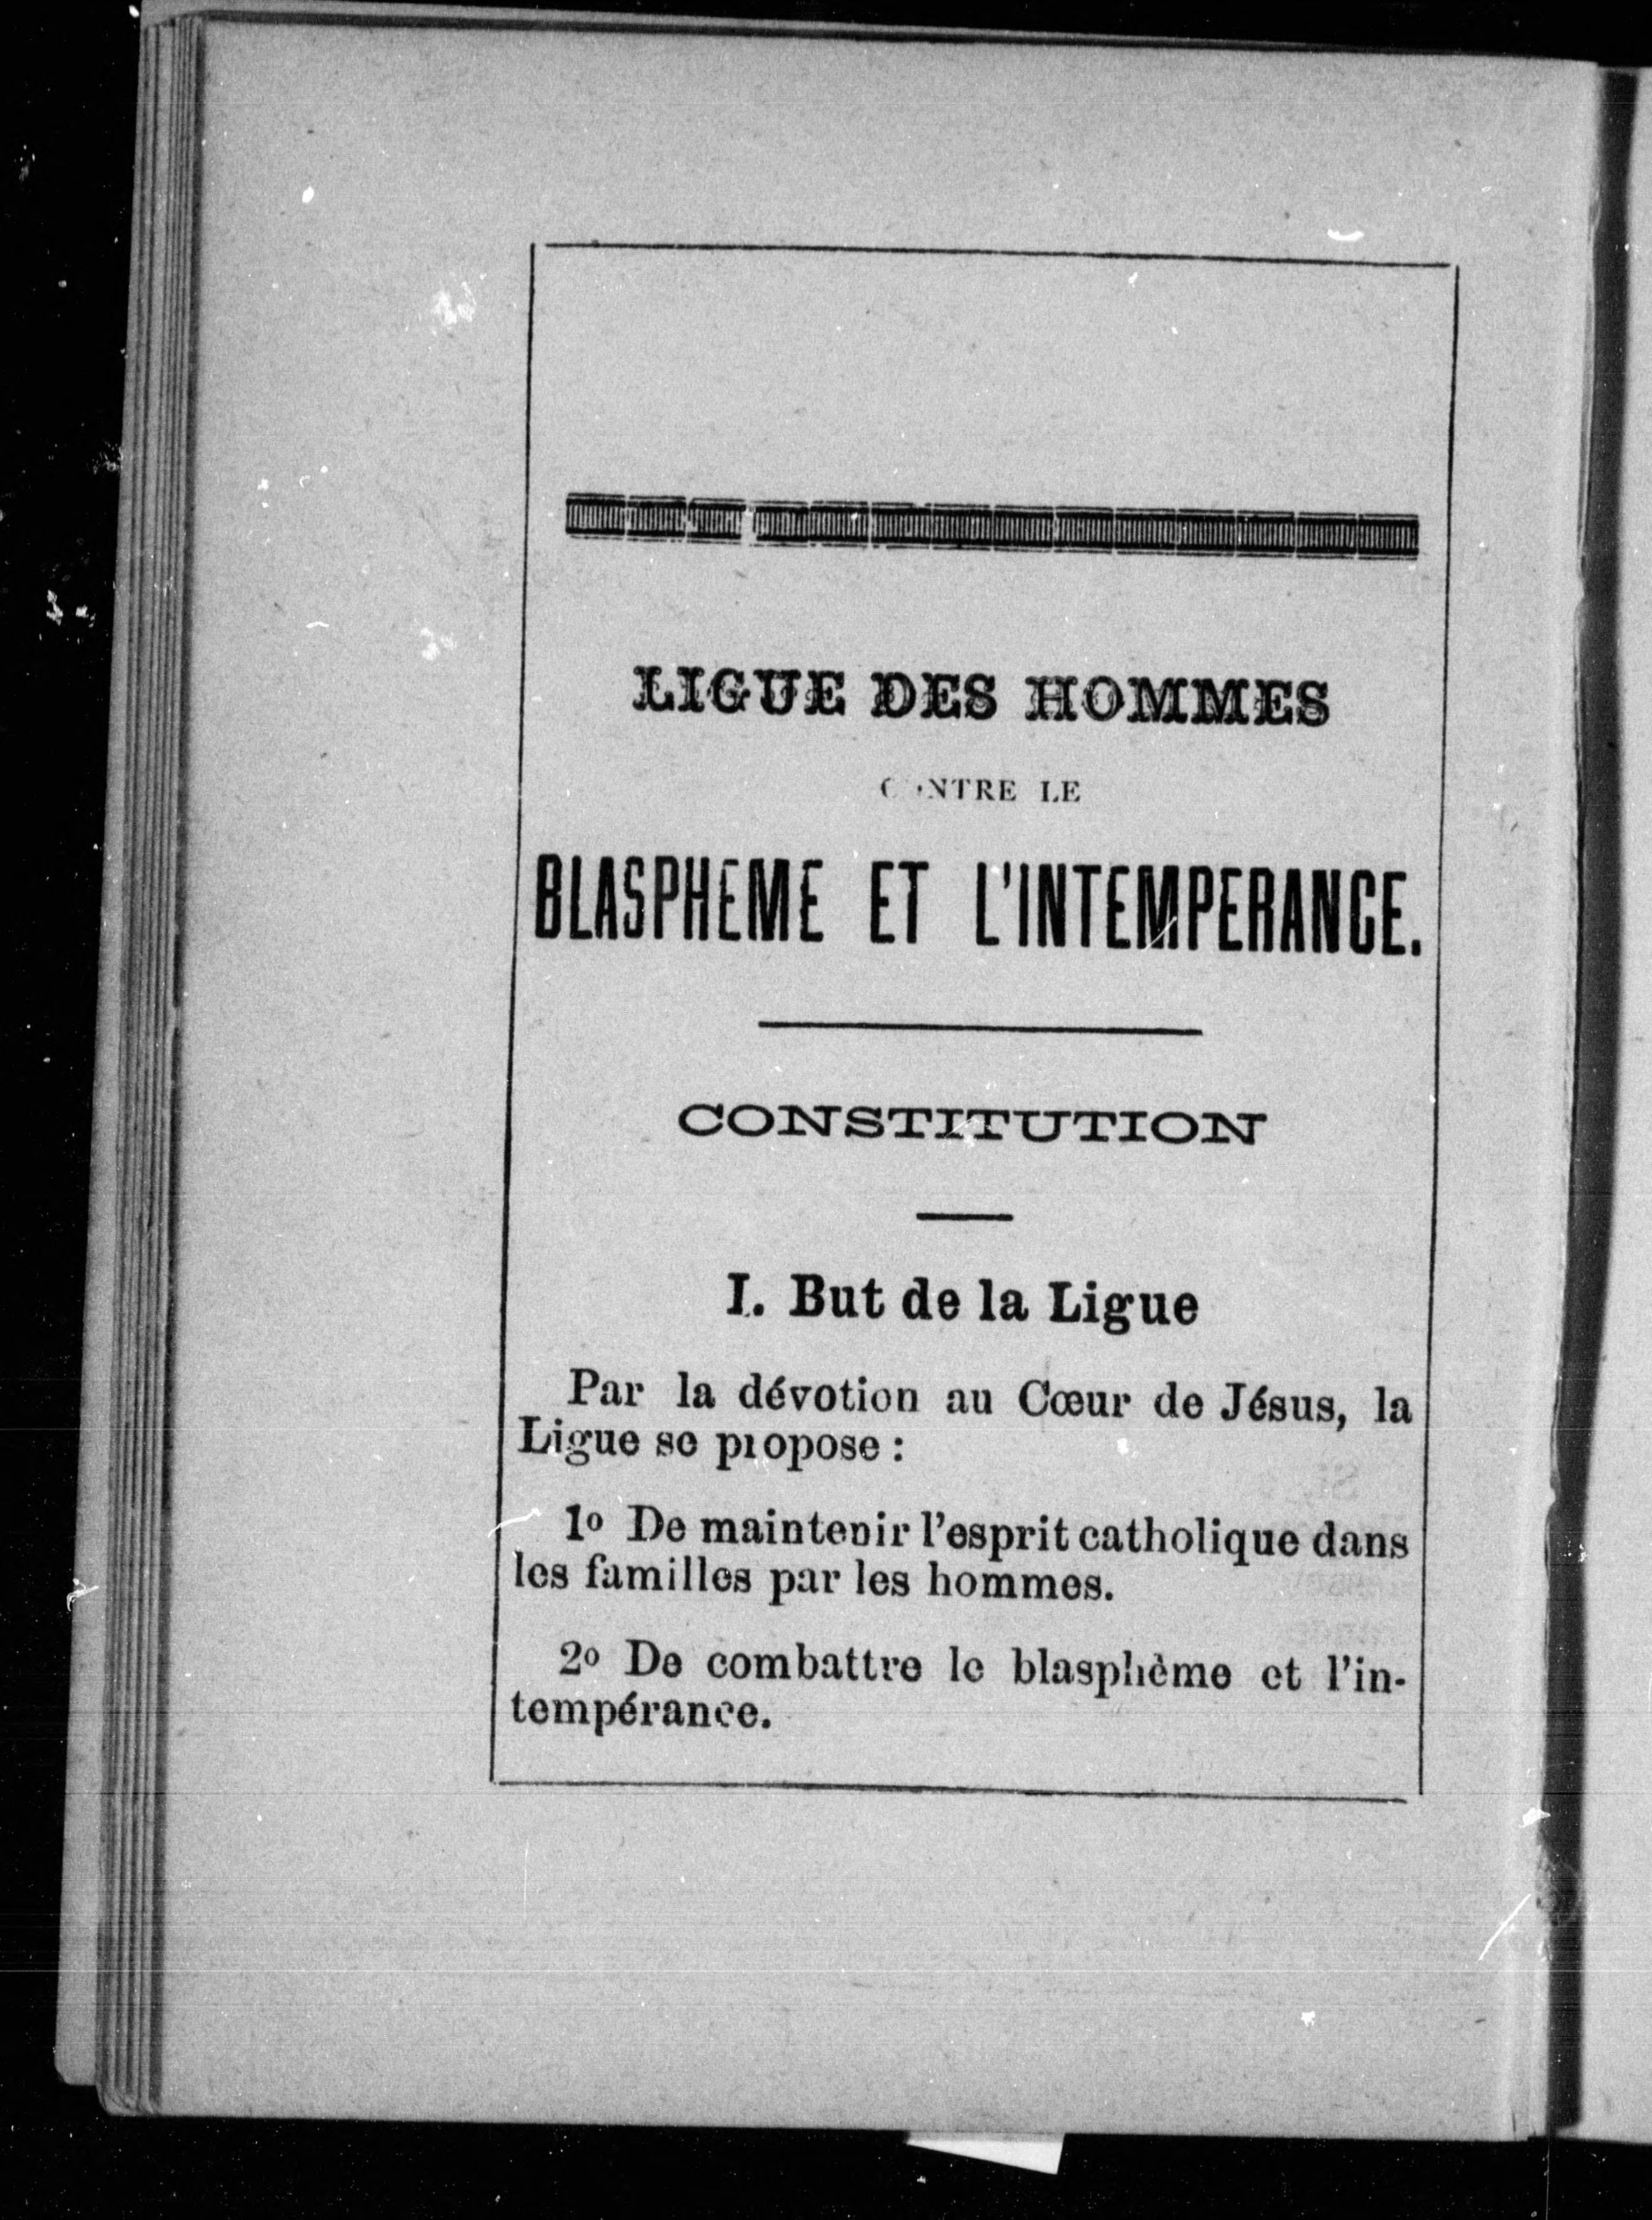 LIGUE DES HOMMES
CONTRE LE
BLASPHEME ET L'INTEMPERANCE.
CONSTITUTION
I. But de la Ligue
Par la dévotion au Cœur de Jésus, la
Ligue se propose :
1o De maintenir l'esprit catholique dans
les familles par les hommes.
2o De combattre le blasphème et l'in-
tempérance.